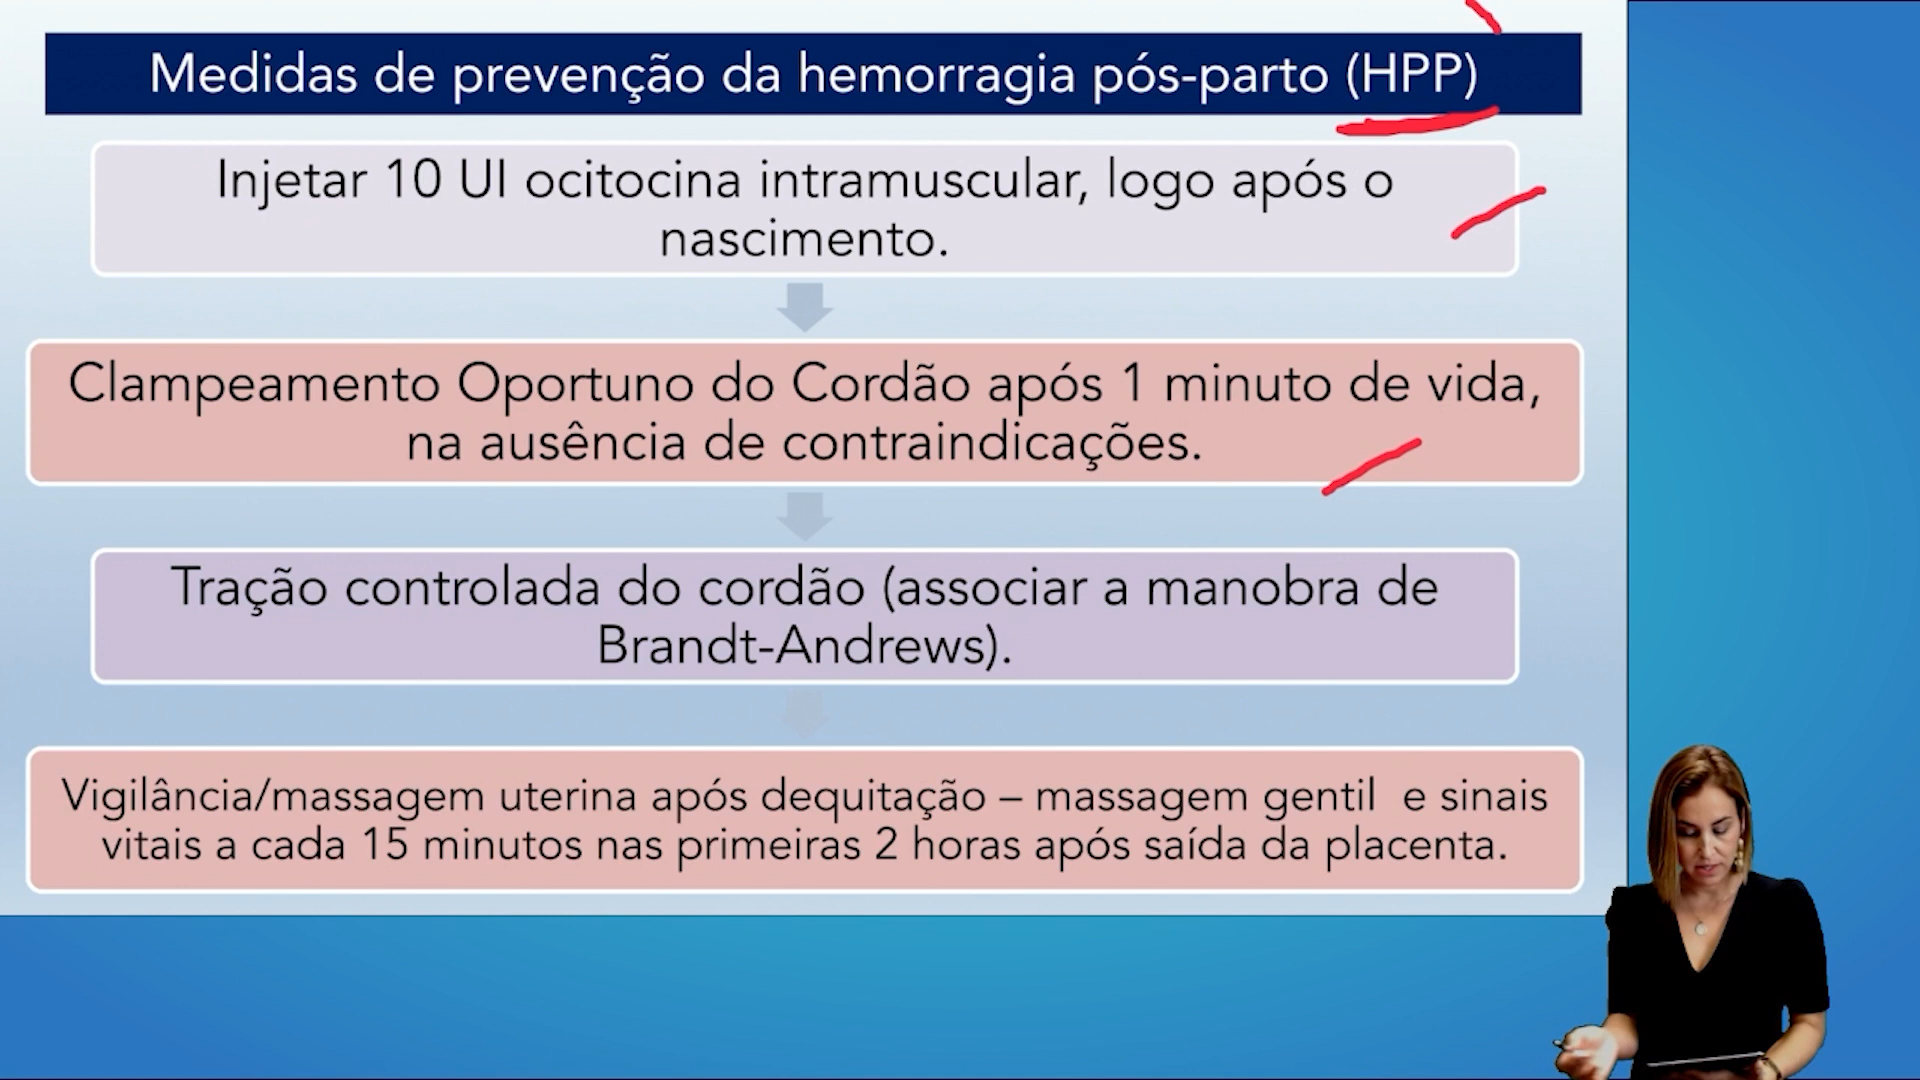 Medidas de prevenção da hemorragia pós-parto (HPP)
Injetar 10 UI ocitocina intramuscular, logo após o
nascimento.
Clampeamento Oportuno do Cordão após 1 minuto de vida,
na ausência de contraindicações.
Tração controlada do cordão (associar a manobra de
Brandt-Andrews).
Vigilância/massagem uterina após dequitação – massagem gentil e sinais
vitais a cada 15 minutos nas primeiras 2 horas após saída da placenta.